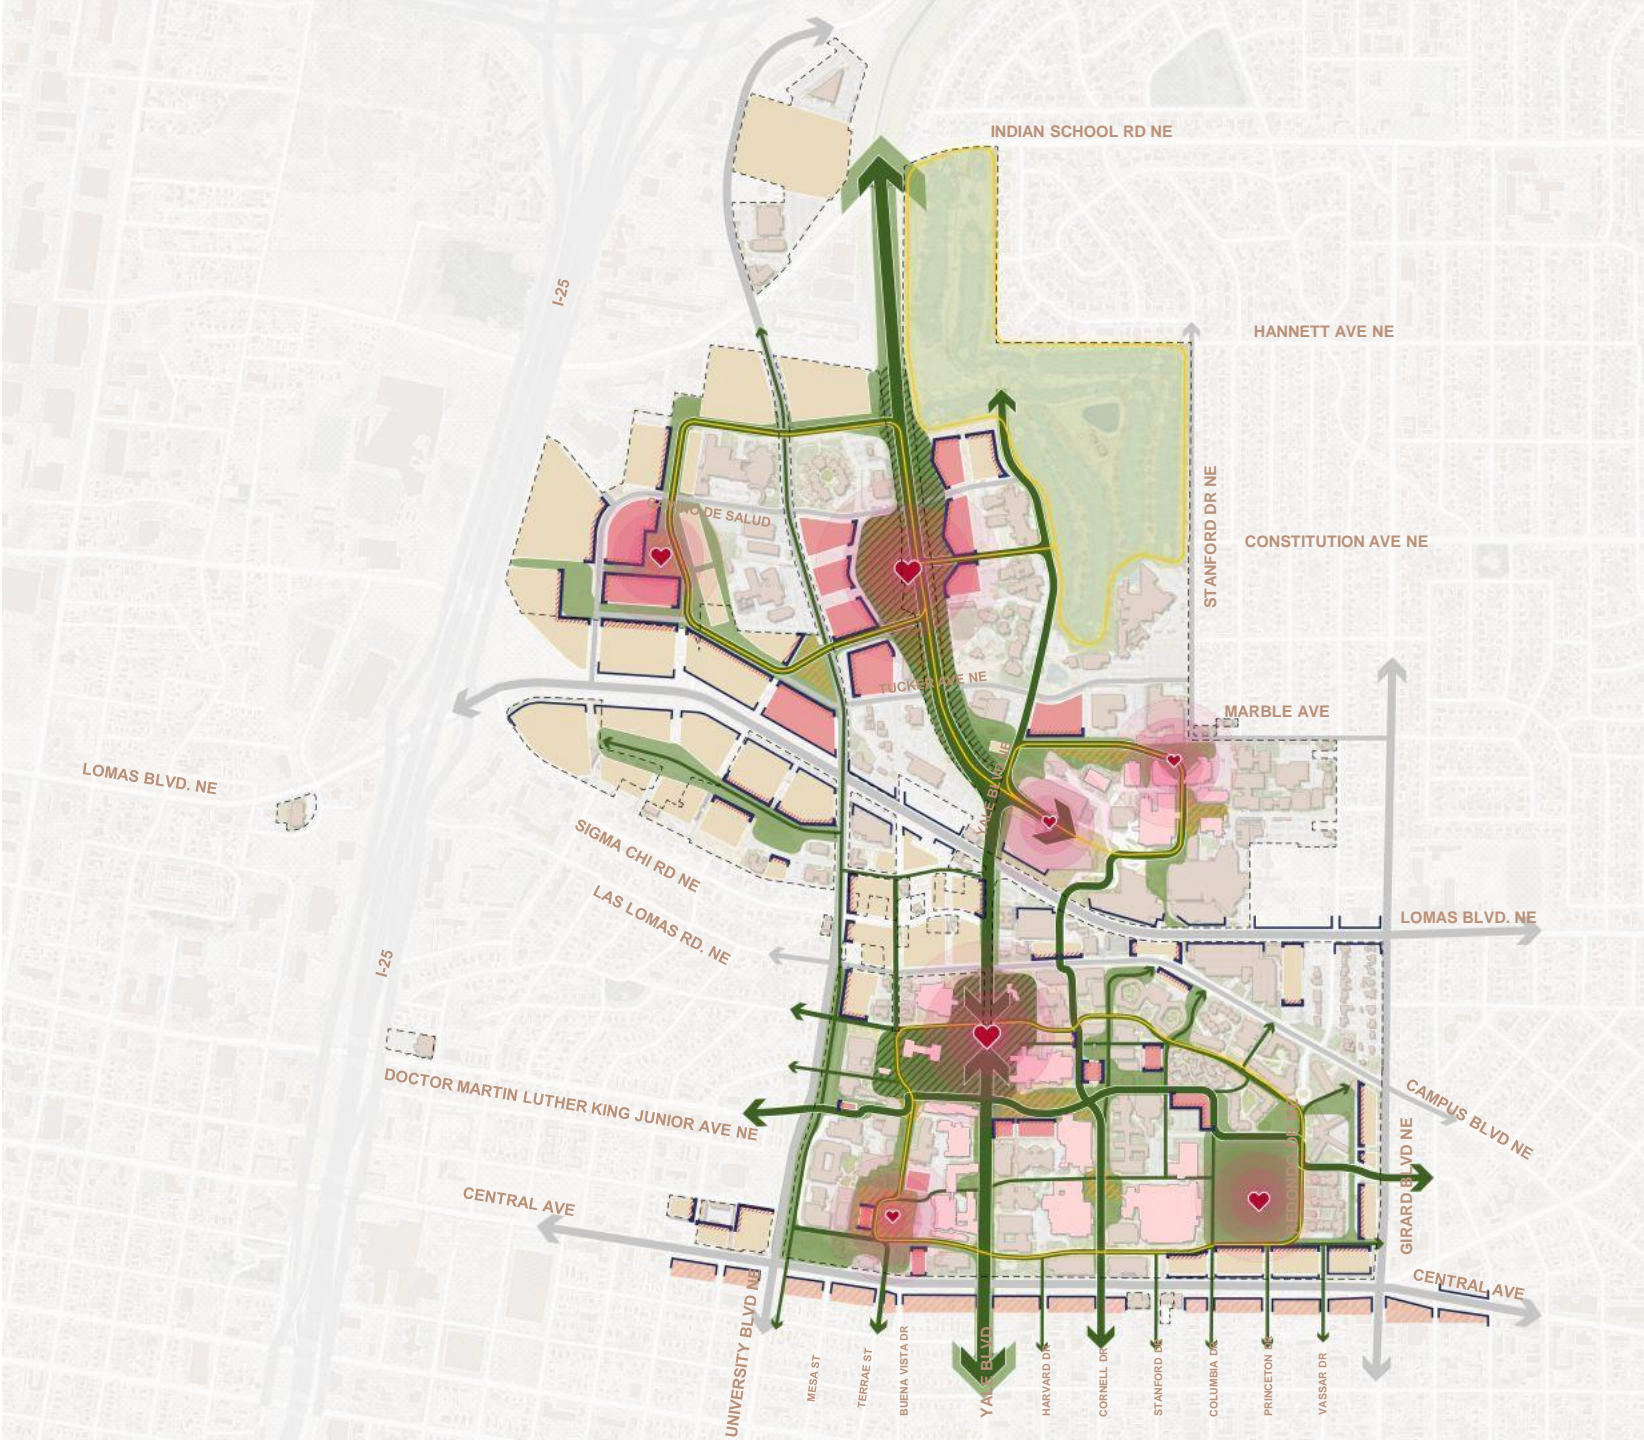 INDIAN SCHOOL RD NE
I-25
HANNETT AVE NE
STANFORD DR NE
DE SALUD
CONSTITUTION AVE NE
TUCKER AVE NE
MARBLE AVE
LOMAS BLVD. NE
YALE BLVD NE
SIGMA CHI RD NE
LAS LOMAS RD. NE
LOMAS BLVD. NE
I-25
DOCTOR MARTIN LUTHER KING JUNIOR AVE NE
CAMPUS BLVD NE
GIRARD BLVD NE
CENTRAL AVE
CENTRAL AVE
UNIVERSITY BLVD NE
MESA ST
TERRAE ST
BUENA VISTA DR
YALE BLVD
HARVARD DR
CORNELL DR
STANFORD DR
COLUMBIA DR
PRINCETON DR
VASSAR DR